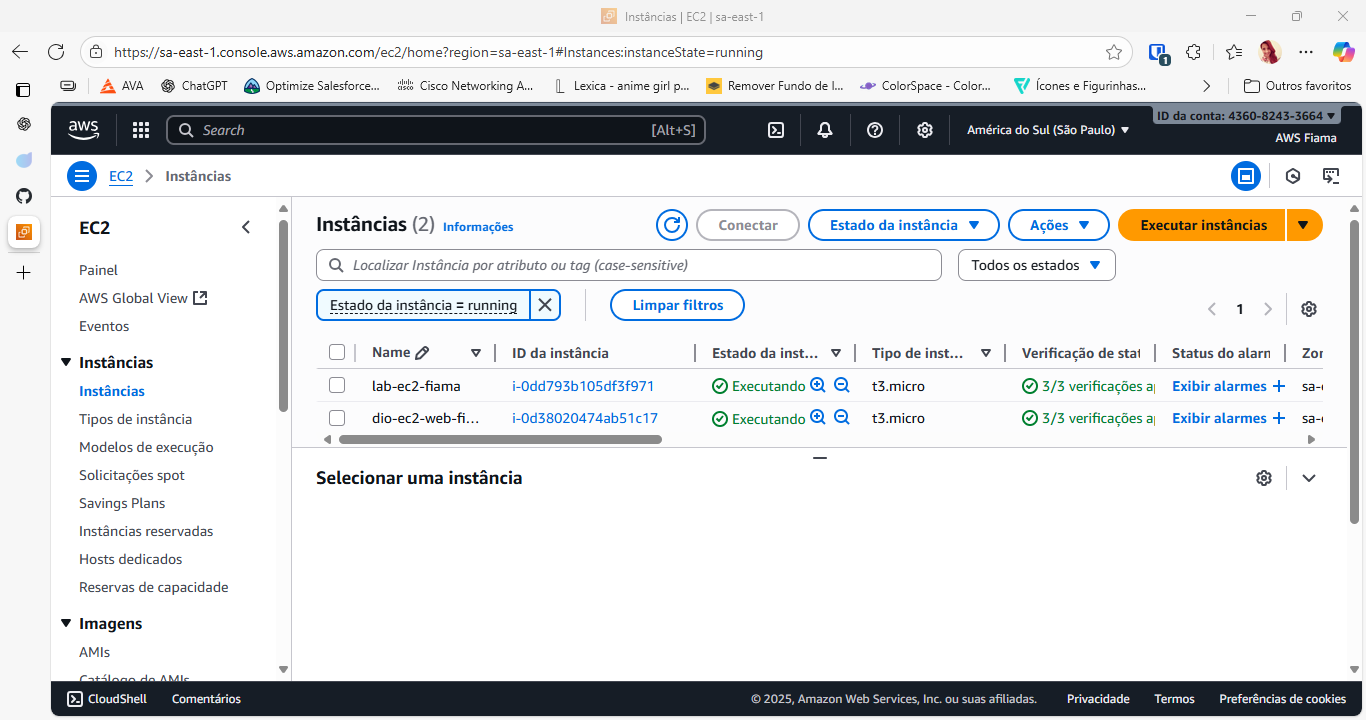 Instâncias | EC2 | sa-east-1
https://sa-east-1.console.aws.amazon.com/ec2/home?region=sa-east-1#Instances:instanceState=running
1
AVA ChatGPT Optimize Salesforce... Cisco Networking A... Lexica - anime girl p... Remover Fundo de I... ColorSpace - Color... Ícones e Figurinhas... Outros favoritos
aws Search [Alt+S] América do Sul (São Paulo) ID da conta: 4360-8243-3664
AWS Fiama
EC2 Instâncias
EC2
Painel
AWS Global View
Eventos
Instâncias
Instâncias
Tipos de instância
Modelos de execução
Solicitações spot
Savings Plans
Instâncias reservadas
Hosts dedicados
Reservas de capacidade
Imagens
AMIs
Catálogo de AMIs
Instâncias (2) Informações Conectar Estado da instância Ações Executar instâncias
Localizar Instância por atributo ou tag (case-sensitive) Todos os estados
Estado da instância = running Limpar filtros 1
Name ID da instância Estado da inst... Tipo de inst... Verificação de stat Status do alarn Zor
lab-ec2-fiama i-0dd793b105df3f971 Executando t3.micro 3/3 verificações a Exibir alarmes sa-
dio-ec2-web-fi... i-0d38020474ab51c17 Executando t3.micro 3/3 verificações a Exibir alarmes sa-
Selecionar uma instância
CloudShell Comentários © 2025, Amazon Web Services, Inc. ou suas afiliadas. Privacidade Termos Preferências de cookies